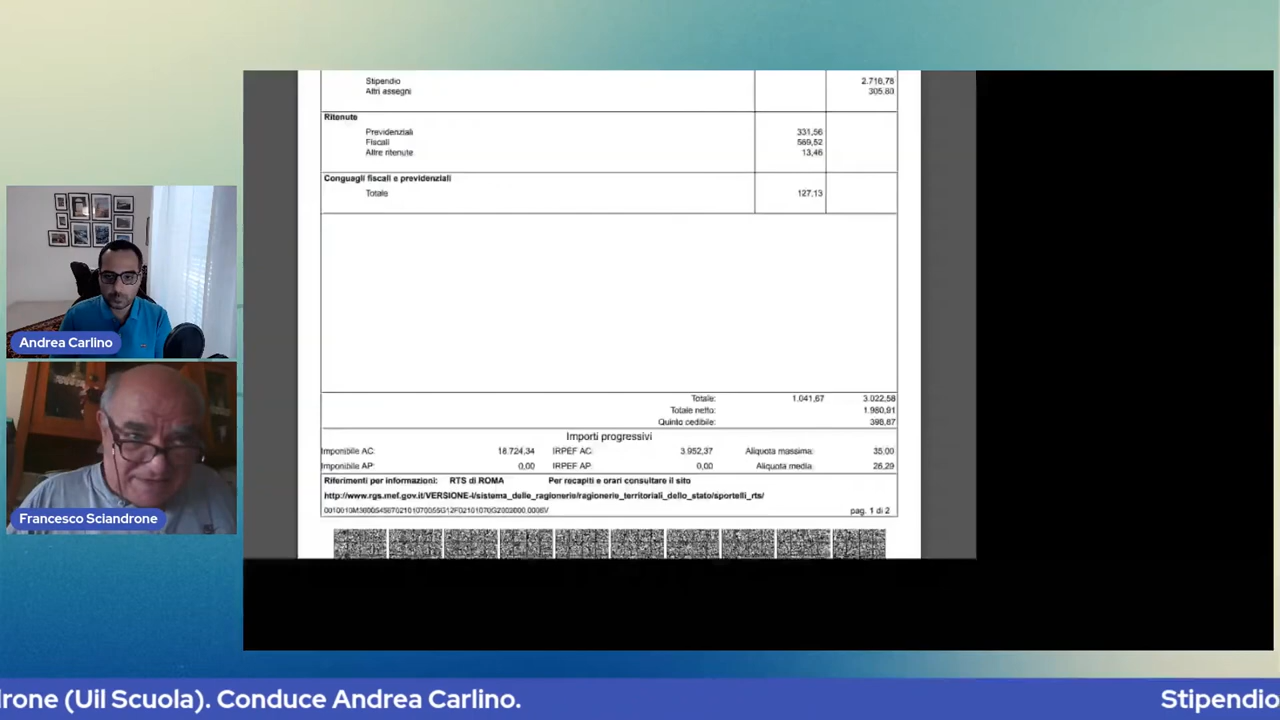 Stipendio 2.716,78
Altri assegni 305,80
Ritenute
Previdenziali 331,56
Fiscali 569,52
Altre ritenute 13,46
Conguagli fiscali e previdenziali
Totale 127,13
Totale: 1.041,67 3.022,58
Totale netto: 1.980,91
Quinto cedibile: 398,87
Importi progressivi
Imponibile AC: 18.724,34 IRPEF AC: 3.952,37 Aliquota massima: 35,00
Imponibile AP: 0,00 IRPEF AP: 0,00 Aliquota media: 26,29
Riferimenti per informazioni: RTS di ROMA Per recapiti e orari consultare il sito
http://www.rgs.mef.gov.it/VERSIONE-I/sistema_delle_ragionerie/ragionerie_territoriali_dello_stato/sportelli_rts/
pag. 1 di 2
Andrea Carlino
Francesco Sciandrone
drone (Uil Scuola). Conduce Andrea Carlino. Stipendio